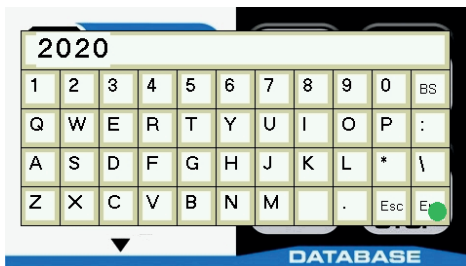 2020
1 2 3 4 5 6 7 8 9 0 BS
Q W E R T Y U I O P :
A S D F G H J K L * \
Z X C V B N M . Esc
DATABASE